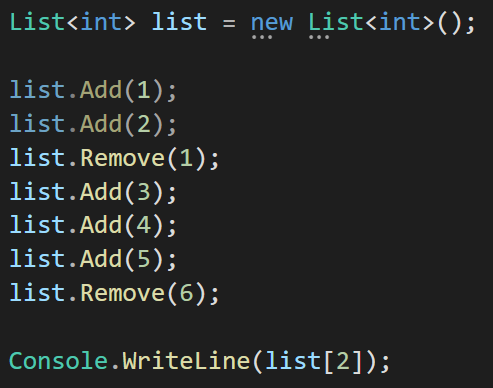 List<int> list = new List<int>();
list.Add(1);
list.Add(2);
list.Remove(1);
list.Add(3);
list.Add(4);
list.Add(5);
list.Remove(6);
Console.WriteLine(list[2]);